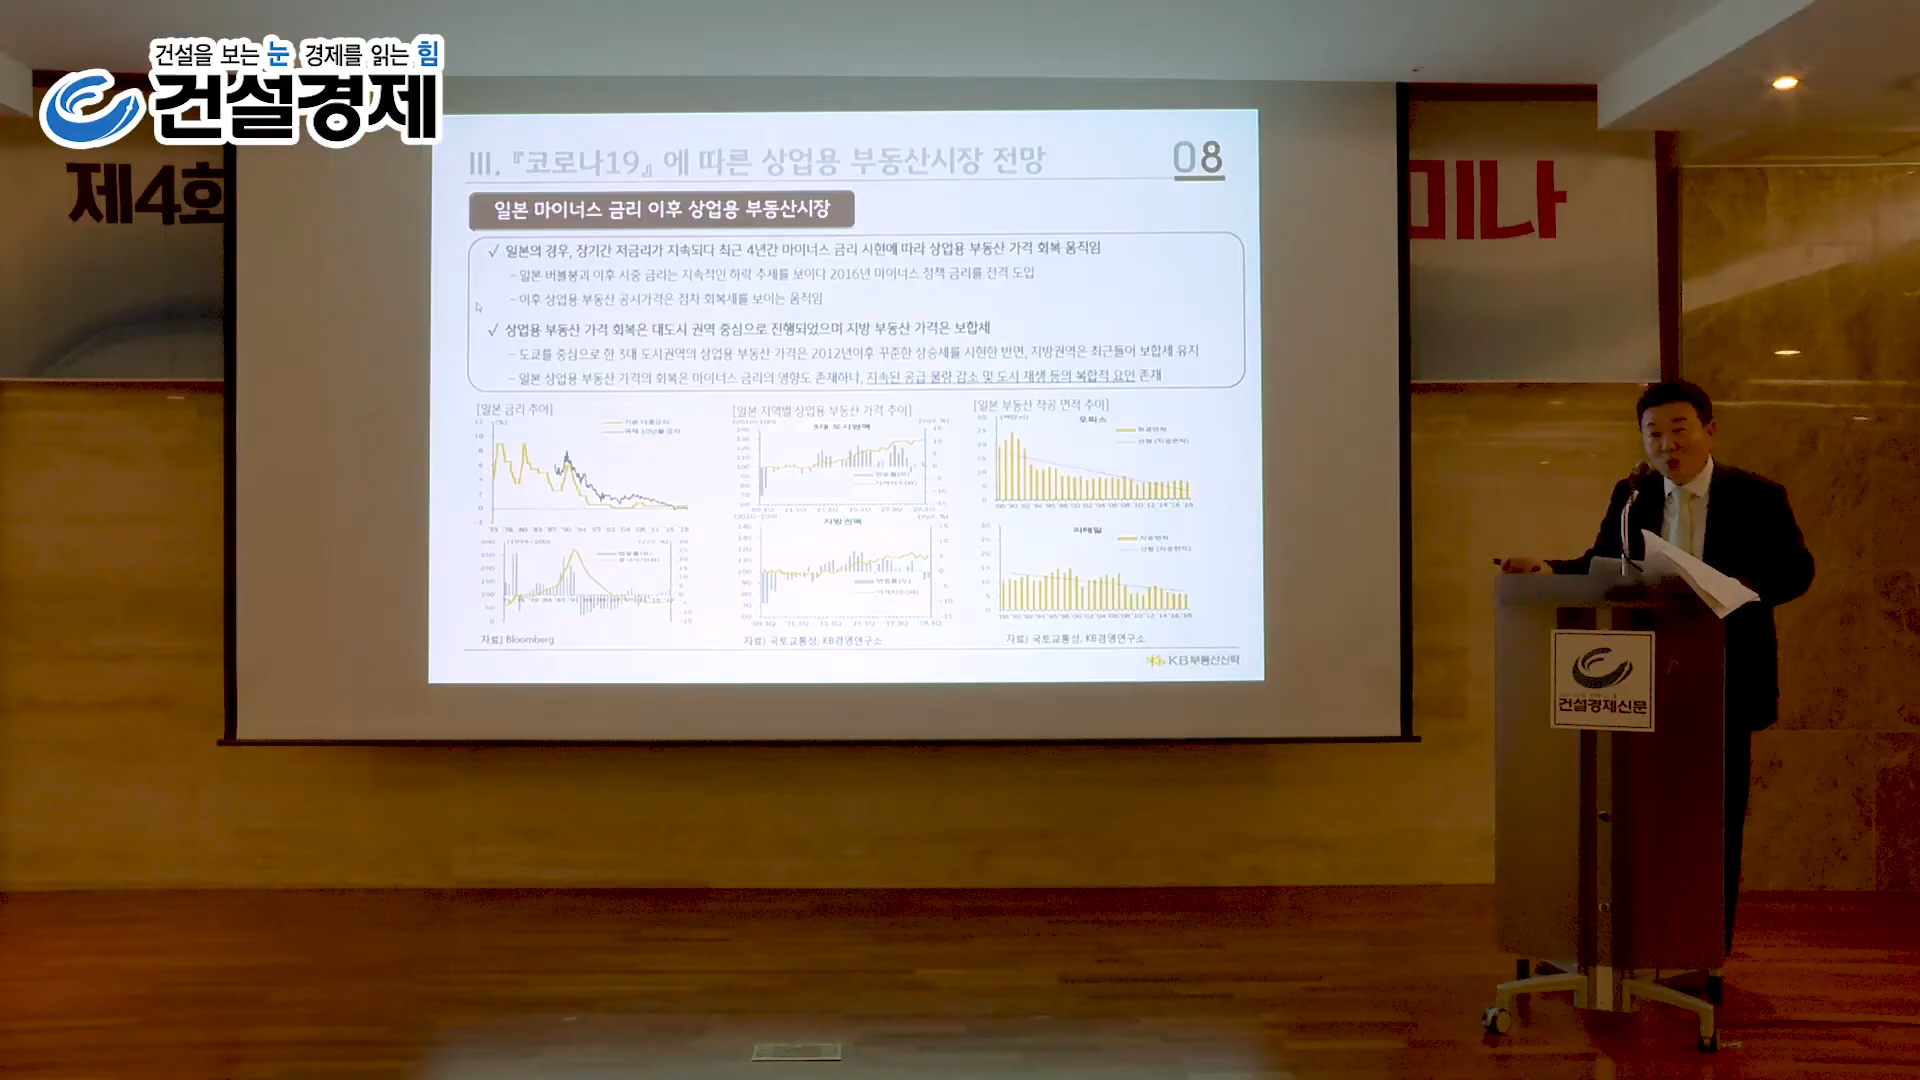 건설을 보는 눈 경제를 읽는 힘
건설경제
제4회
미나
III. 『코로나19』에 따른 상업용 부동산시장 전망
08
일본 마이너스 금리 이후 상업용 부동산시장
✓ 일본의 경우, 장기간 저금리가 지속되다 최근 4년간 마이너스 금리 시현에 따라 상업용 부동산 가격 회복 움직임
- 일본 버블붕괴 이후 시중 금리는 지속적인 하락 추세를 보이다 2016년 마이너스 정책 금리를 전격 도입
- 이후 상업용 부동산 공시가격은 점차 회복세를 보이는 움직임
✓ 상업용 부동산 가격 회복은 대도시 권역 중심으로 진행되었으며 지방 부동산 가격은 보합세
- 도쿄를 중심으로 한 3대 도시권역의 상업용 부동산 가격은 2012년이후 꾸준한 상승세를 시현한 반면, 지방권역은 최근들어 보합세 유지
- 일본 상업용 부동산 가격의 회복은 마이너스 금리의 영향도 존재하나, 지속된 공급 물량 감소 및 도시 재생 등의 복합적 요인 존재
[일본 금리 추이]
[일본 지역별 상업용 부동산 가격 추이]
[일본 부동산 착공 면적 추이]
3대 도시권역
오피스
지방권역
리테일
자료) Bloomberg
자료) 국토교통성, KB경영연구소
자료) 국토교통성, KB경영연구소
KB부동산신탁
건설경제신문